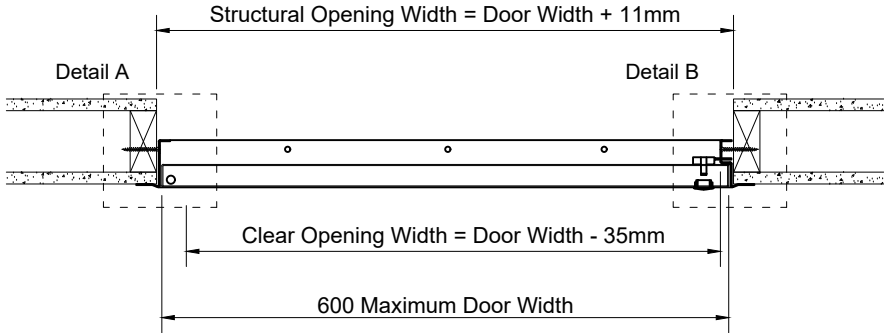 Structural Opening Width = Door Width + 11mm
Detail A
Detail B
Clear Opening Width = Door Width - 35mm
600 Maximum Door Width